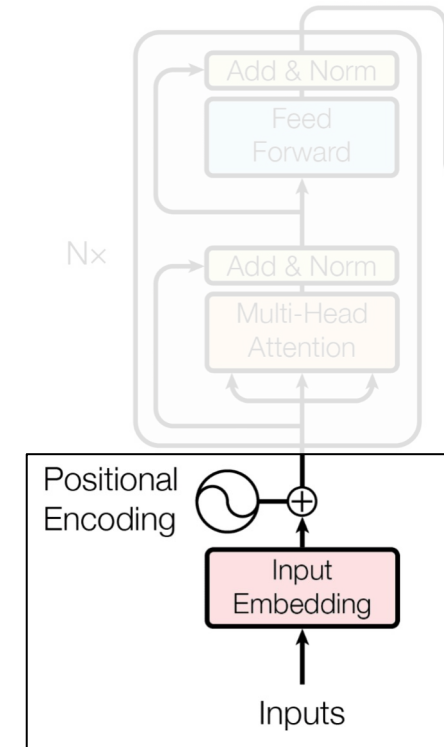 Add & Norm
Feed
Forward
N×
Add & Norm
Multi-Head
Attention
Positional
Encoding
Input
Embedding
Inputs